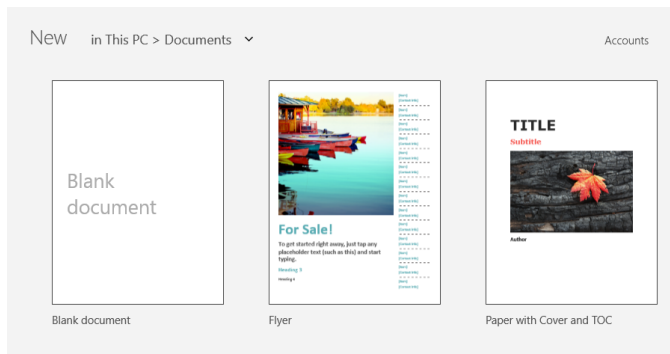 New in This PC > Documents
Accounts
Blank
document
Blank document
For Sale!
To get started right away, just tap any
placeholder text (such as this) and start
typing.
Heading 3
Heading 4
Flyer
TITLE
Subtitle
Author
Paper with Cover and TOC